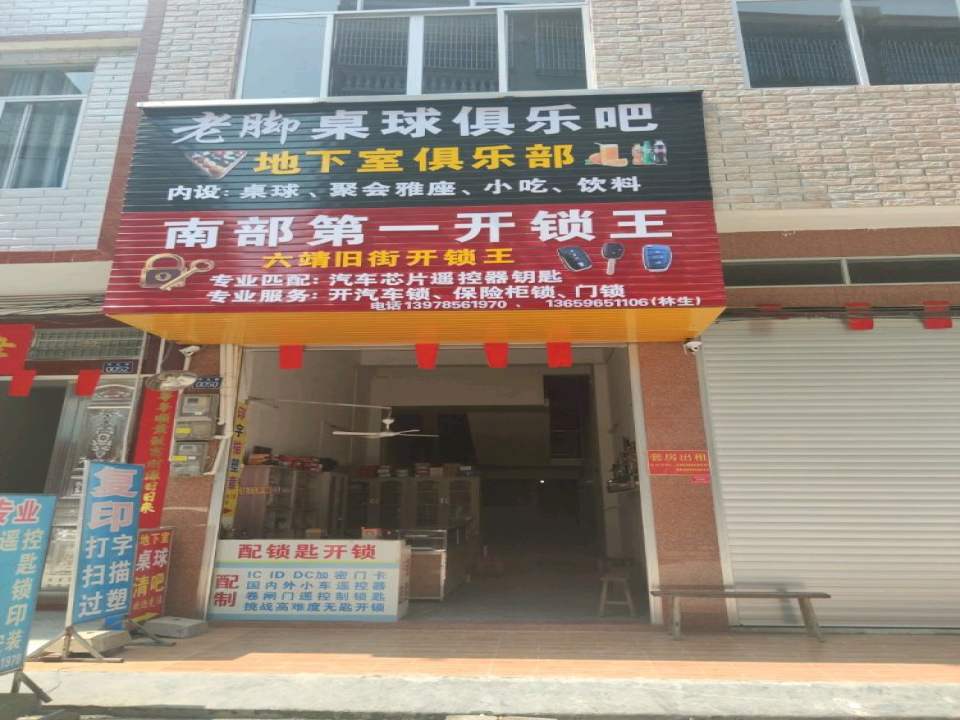 老脚桌球俱乐吧
地下室俱乐部
内设：桌球、聚会雅座、小吃、饮料
南部第一开锁王
六靖旧街开锁王
专业匹配：汽车芯片遥控器钥匙
专业服务：开汽车锁、保险柜锁、门锁
电话13978561970、13659651106(林生)
套房出租
复印
打字
扫描
过塑
地下室
桌球
清吧
专业
遥控
匙
锁
印
装
1970
配锁匙开锁
配制
IC ID DC加密门卡
国内外小车遥控器
卷闸门遥控制锁匙
挑战高难度无匙开锁